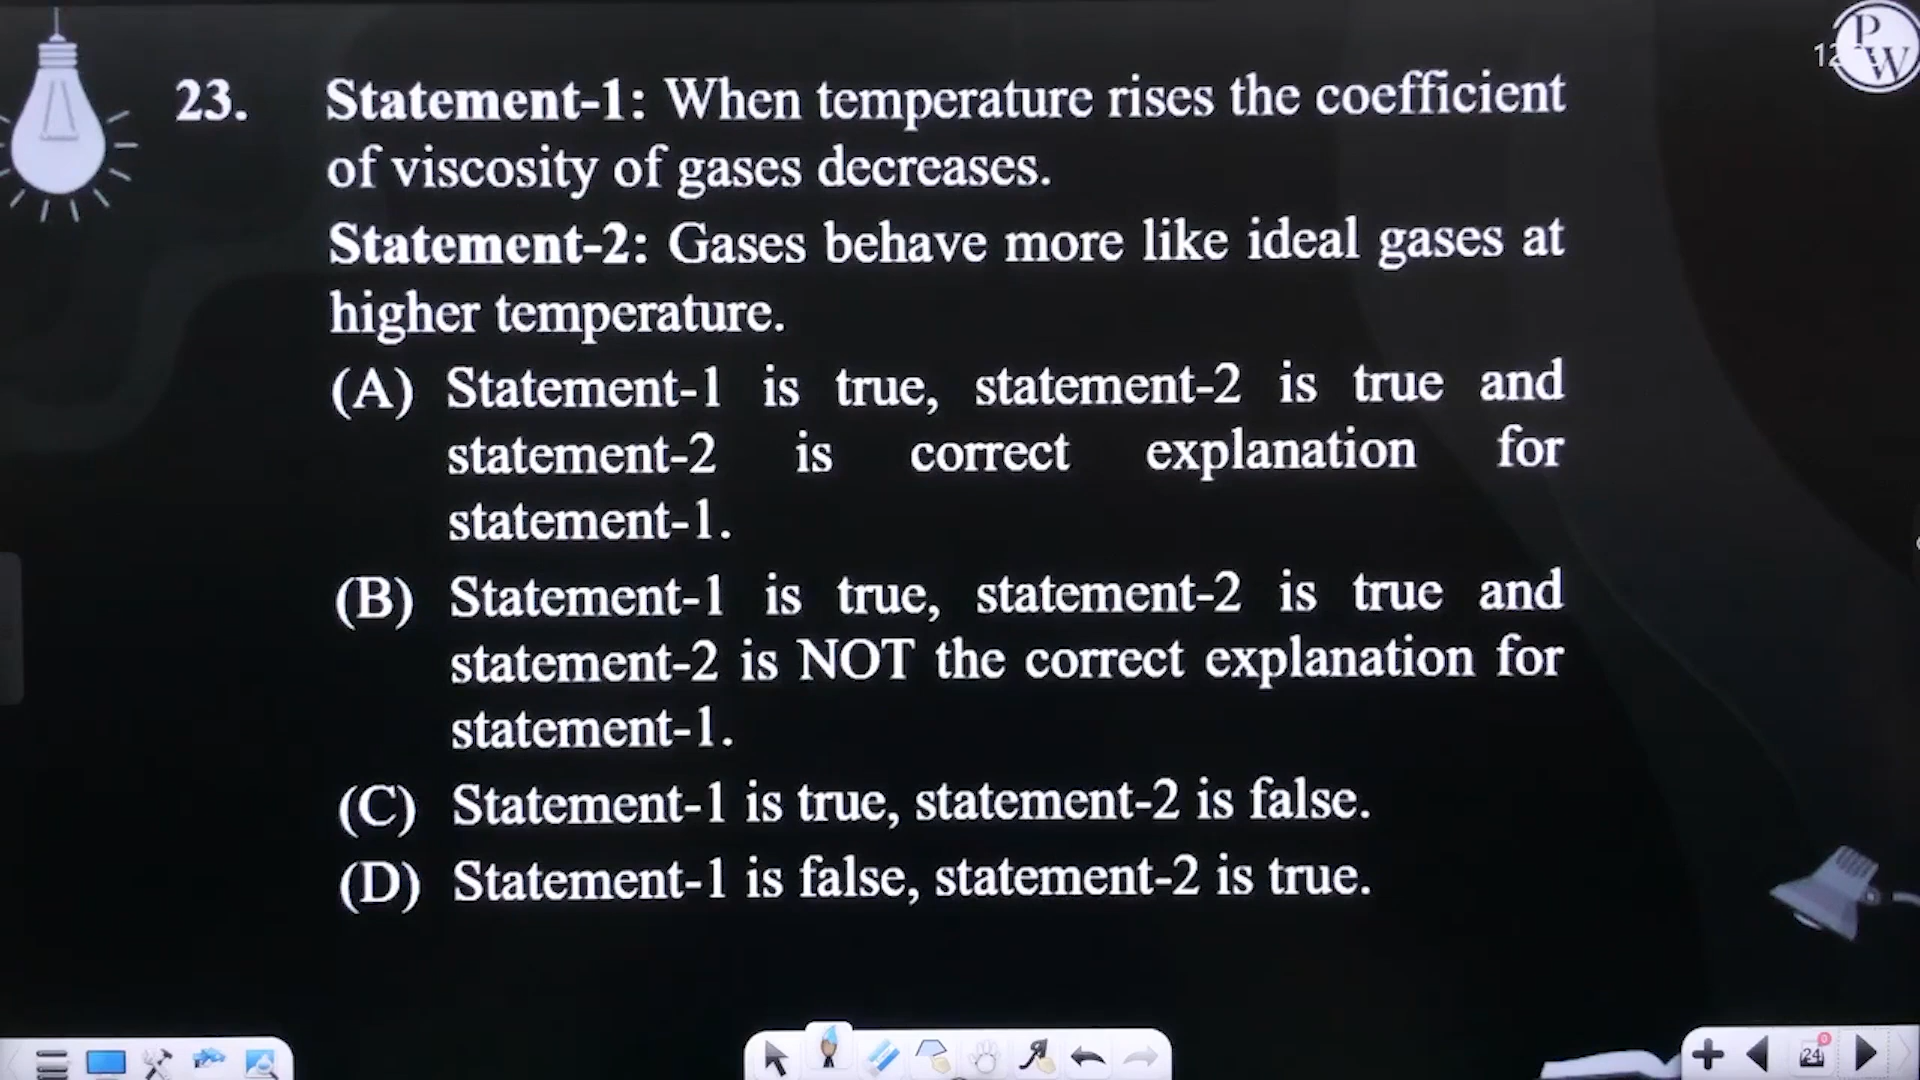 23. Statement-1: When temperature rises the coefficient
of viscosity of gases decreases.
Statement-2: Gases behave more like ideal gases at
higher temperature.
(A) Statement-1 is true, statement-2 is true and
statement-2 is correct explanation for
statement-1.
(B) Statement-1 is true, statement-2 is true and
statement-2 is NOT the correct explanation for
statement-1.
(C) Statement-1 is true, statement-2 is false.
(D) Statement-1 is false, statement-2 is true.
PW
24
0